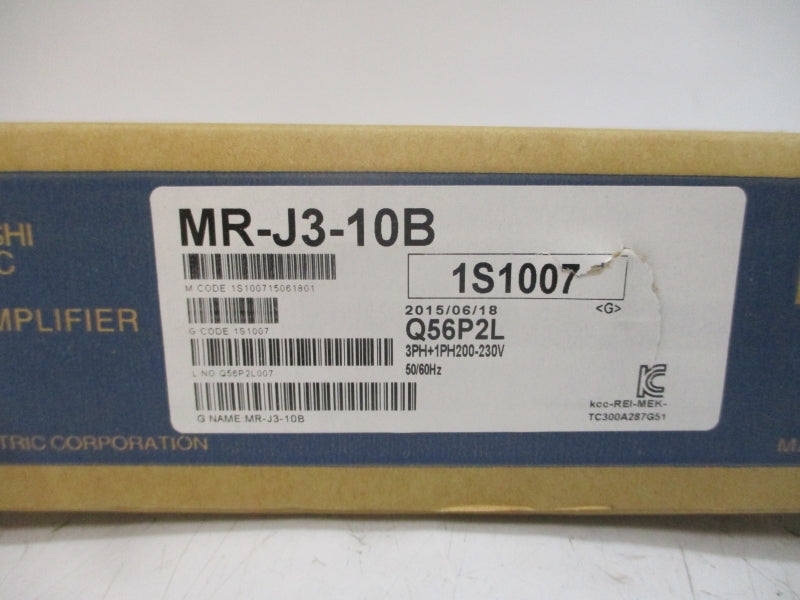 SHI
C
MPLIFIER
TRIC CORPORATION
MR-J3-10B
M CODE 1S100715061801
1S1007
2015/06/18 <G>
G CODE 1S1007
Q56P2L
3PH+1PH200-230V
50/60Hz
L NO Q56P2L007
G NAME:MR-J3-10B
KC
kcc-REI-MEK-
TC300A287G51